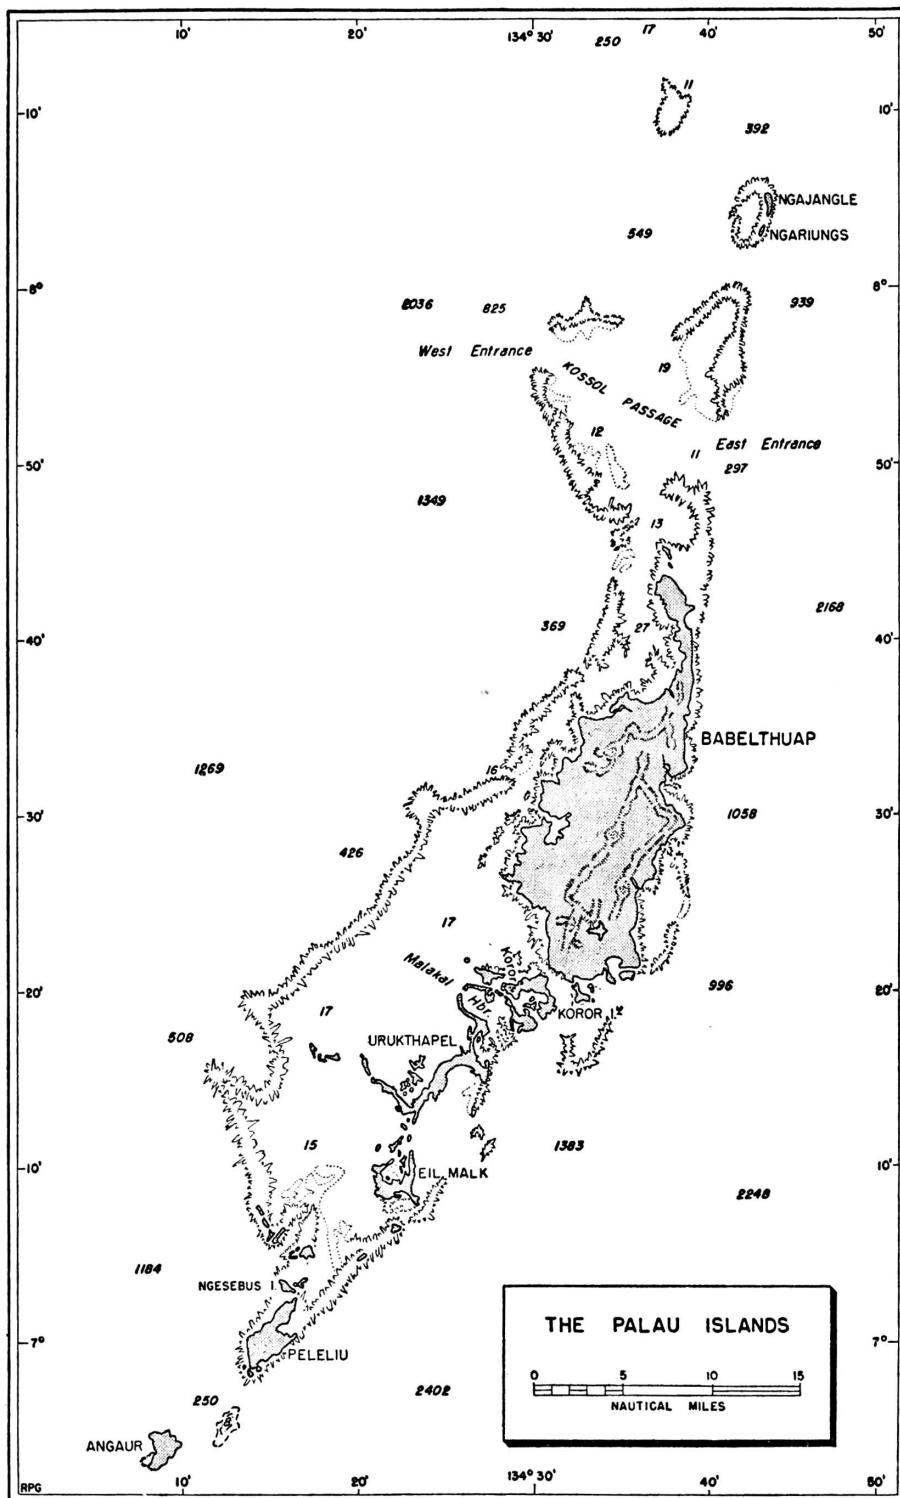 10' 20' 134° 30' 40' 50'
17
250
11
10' 10'
392
NGAJANGLE
549 NGARIUNGS
8° 8°
2036 825 939
West Entrance
KOSSOL PASSAGE
19
12 East Entrance
11
50' 50'
297
1349
13
2168
369 27
40' 40'
BABELTHUAP
1269 16
30' 1058 30'
426
17
Malakal Hbr
Koror
996
20' 20'
17 KOROR I.
508 URUKTHAPEL
15 1383
10' EIL MALK 10'
2248
1184
NGESEBUS I.
THE PALAU ISLANDS
7° 7°
PELELIU
0 5 10 15
NAUTICAL MILES
2402
250
8
ANGAUR
RPG 10' 20' 134° 30' 40' 50'